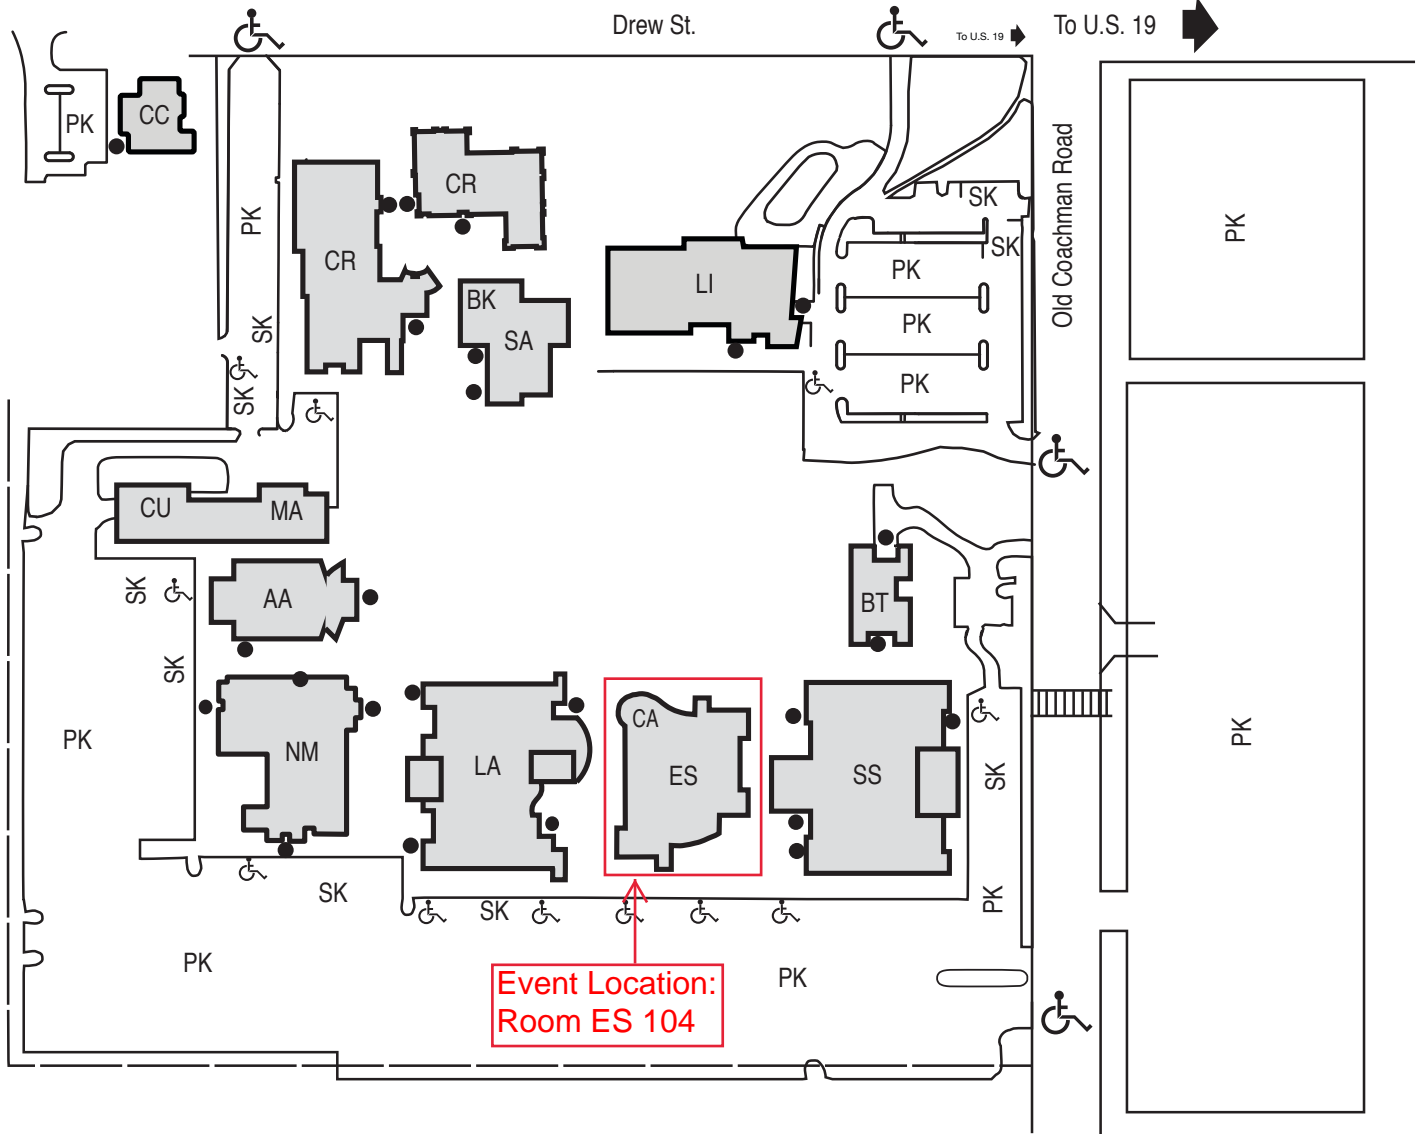 Drew St.
To U.S. 19
To U.S. 19
CC
PK
CR
PK
SK
CR
PK
SK
Old Coachman Road
PK
PK
LI
BK
SA
PK
SK
PK
SK
CU
MA
SK
AA
BT
SK
NM
LA
CA
ES
SS
PK
SK
PK
SK
SK
PK
PK
PK
Event Location:
Room ES 104